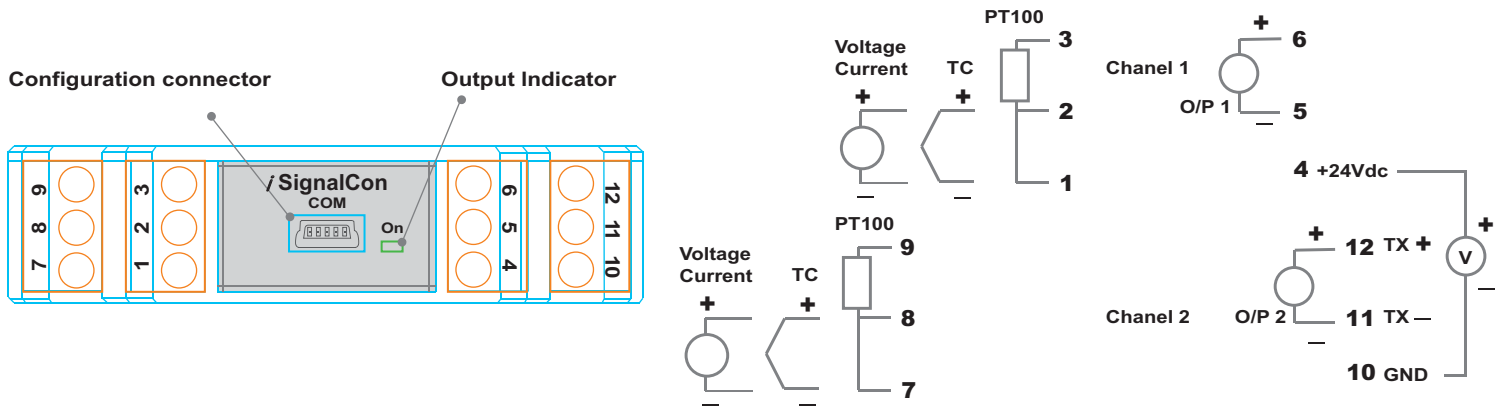 Configuration connector
Output Indicator
9
8
7
3
2
1
i SignalCon
COM
On
6
5
4
12
11
10
PT100
Voltage
Current
TC
+
+
3
2
1
—
—
PT100
Voltage
Current
TC
+
+
9
8
7
—
—
Chanel 1
+
6
O/P 1
5
—
4 +24Vdc
+
V
—
+
12 TX +
Chanel 2
O/P 2
11 TX —
—
10 GND